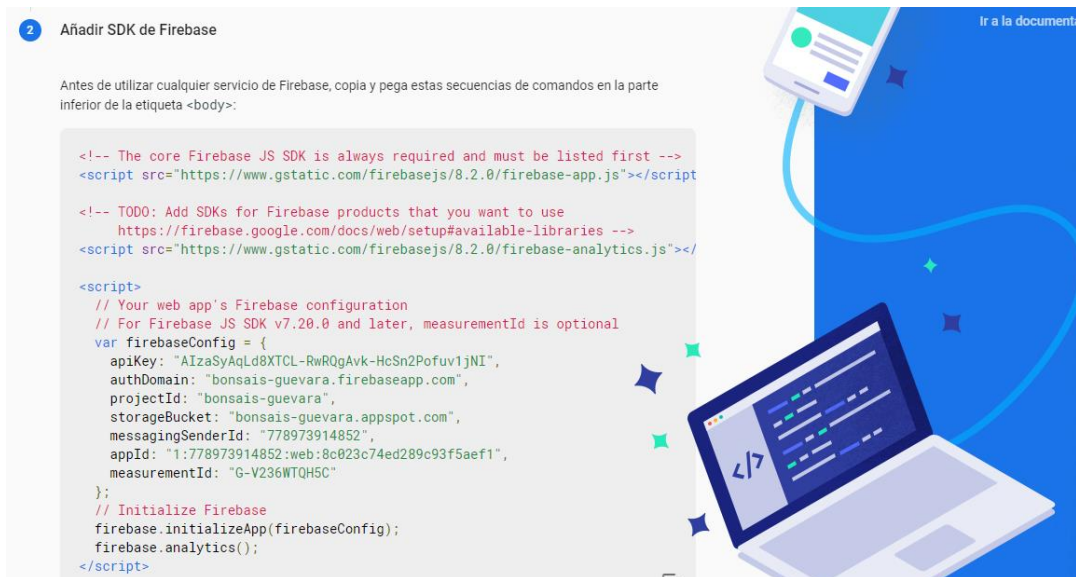 2 Añadir SDK de Firebase
Ir a la documenta
Antes de utilizar cualquier servicio de Firebase, copia y pega estas secuencias de comandos en la parte
inferior de la etiqueta <body>:
<!-- The core Firebase JS SDK is always required and must be listed first -->
<script src="https://www.gstatic.com/firebasejs/8.2.0/firebase-app.js"></script
<!-- TODO: Add SDKs for Firebase products that you want to use
https://firebase.google.com/docs/web/setup#available-libraries -->
<script src="https://www.gstatic.com/firebasejs/8.2.0/firebase-analytics.js"></
<script>
// Your web app's Firebase configuration
// For Firebase JS SDK v7.20.0 and later, measurementId is optional
var firebaseConfig = {
apiKey: "AIzaSyAqLd8XTCL-RwRQgAvk-HcSn2Pofuv1jNI",
authDomain: "bonsais-guevara.firebaseapp.com",
projectId: "bonsais-guevara",
storageBucket: "bonsais-guevara.appspot.com",
messagingSenderId: "778973914852",
appId: "1:778973914852:web:8c023c74ed289c93f5aef1",
measurementId: "G-V236WTQH5C"
};
// Initialize Firebase
firebase.initializeApp(firebaseConfig);
firebase.analytics();
</script>